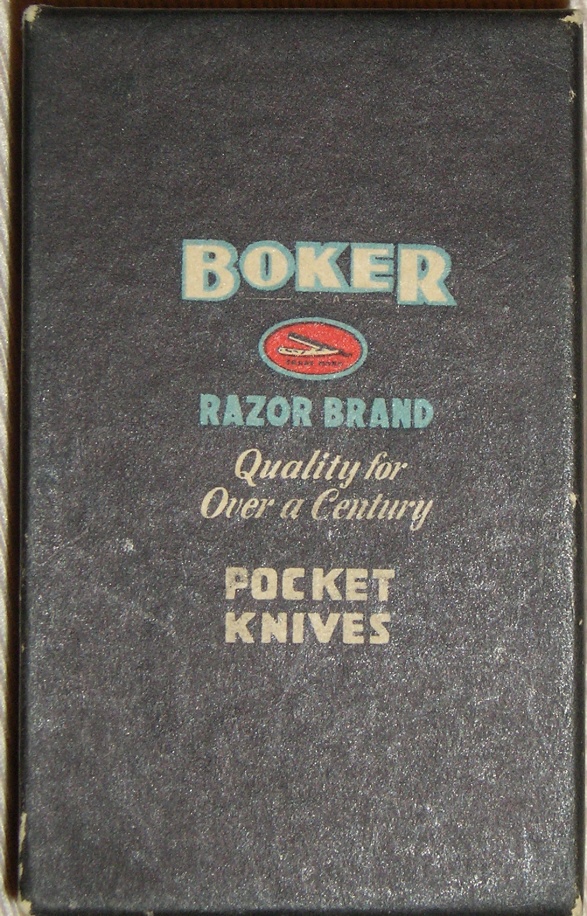 BOKER
RAZOR BRAND
Quality for
Over a Century
POCKET
KNIVES